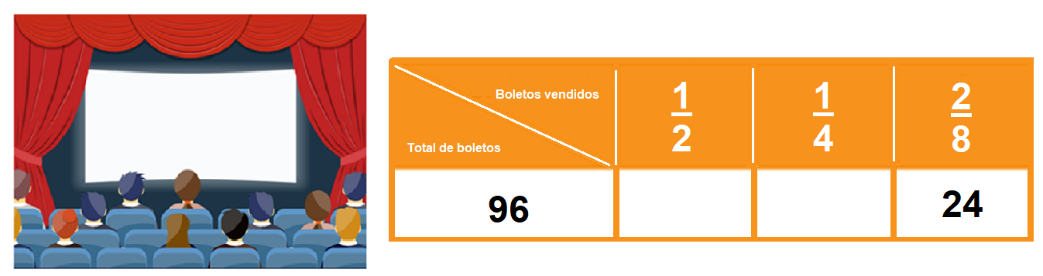 Boletos vendidos
Total de boletos
1/2
1/4
2/8
96
24